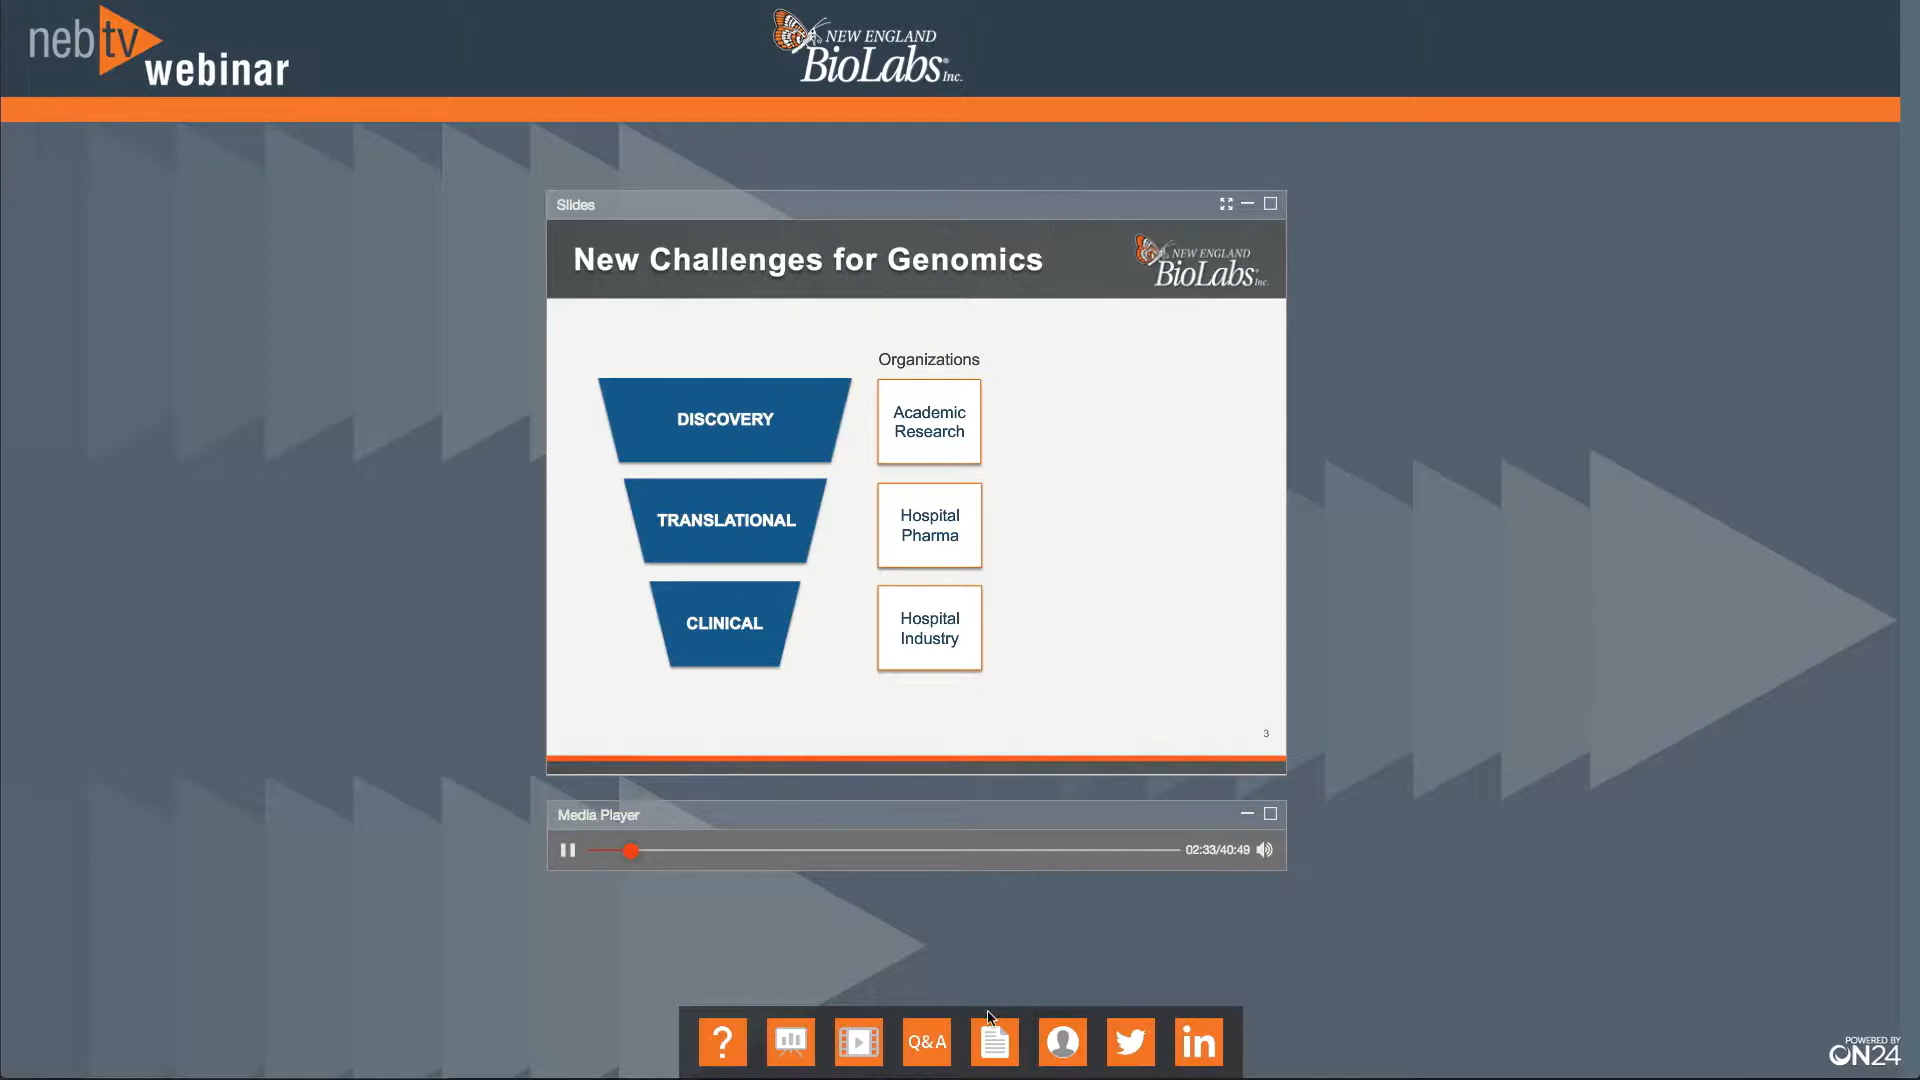 neb tv
webinar
NEW ENGLAND
BioLabs Inc.
Slides
New Challenges for Genomics
NEW ENGLAND
BioLabs Inc.
Organizations
DISCOVERY
Academic
Research
TRANSLATIONAL
Hospital
Pharma
CLINICAL
Hospital
Industry
3
Media Player
02:33/40:49
?
Q&A
in
POWERED BY
ON24